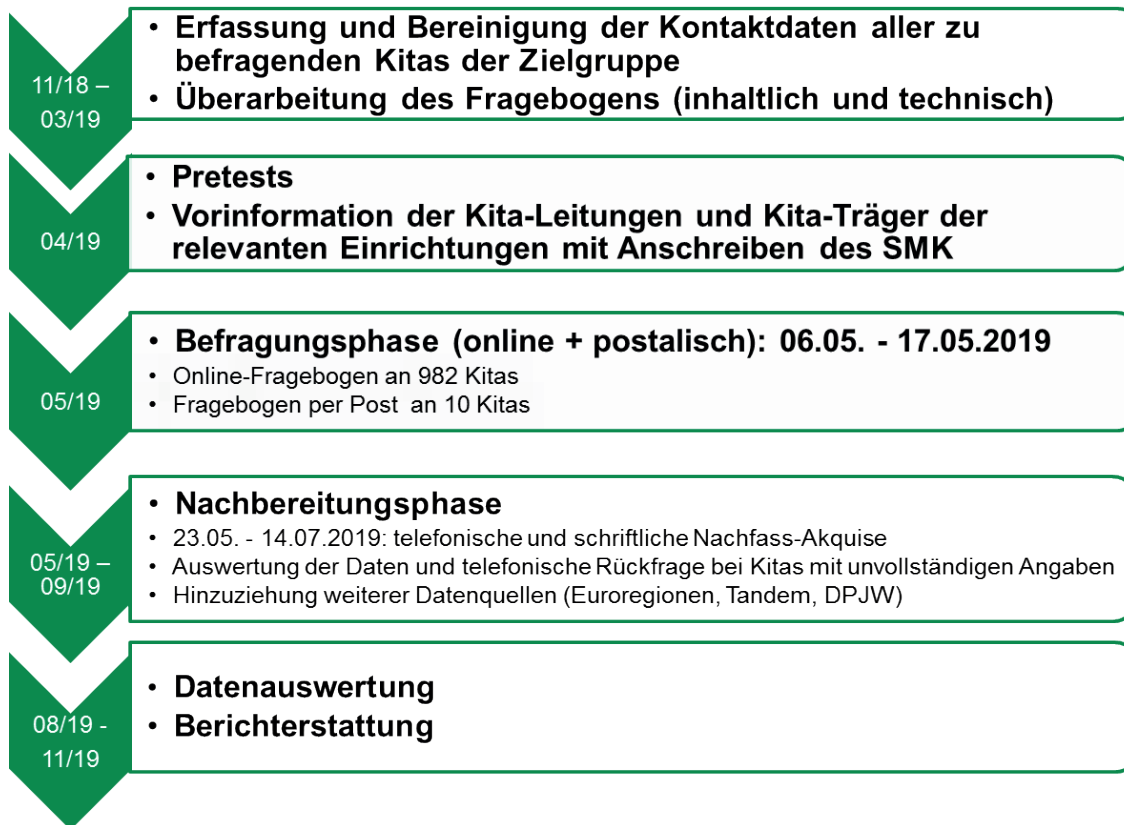 11/18 –
03/19
• Erfassung und Bereinigung der Kontaktdaten aller zu
befragenden Kitas der Zielgruppe
• Überarbeitung des Fragebogens (inhaltlich und technisch)
04/19
• Pretests
• Vorinformation der Kita-Leitungen und Kita-Träger der
relevanten Einrichtungen mit Anschreiben des SMK
05/19
• Befragungsphase (online + postalisch): 06.05. - 17.05.2019
• Online-Fragebogen an 982 Kitas
• Fragebogen per Post an 10 Kitas
05/19 –
09/19
• Nachbereitungsphase
• 23.05. - 14.07.2019: telefonische und schriftliche Nachfass-Akquise
• Auswertung der Daten und telefonische Rückfrage bei Kitas mit unvollständigen Angaben
• Hinzuziehung weiterer Datenquellen (Euroregionen, Tandem, DPJW)
08/19 -
11/19
• Datenauswertung
• Berichterstattung